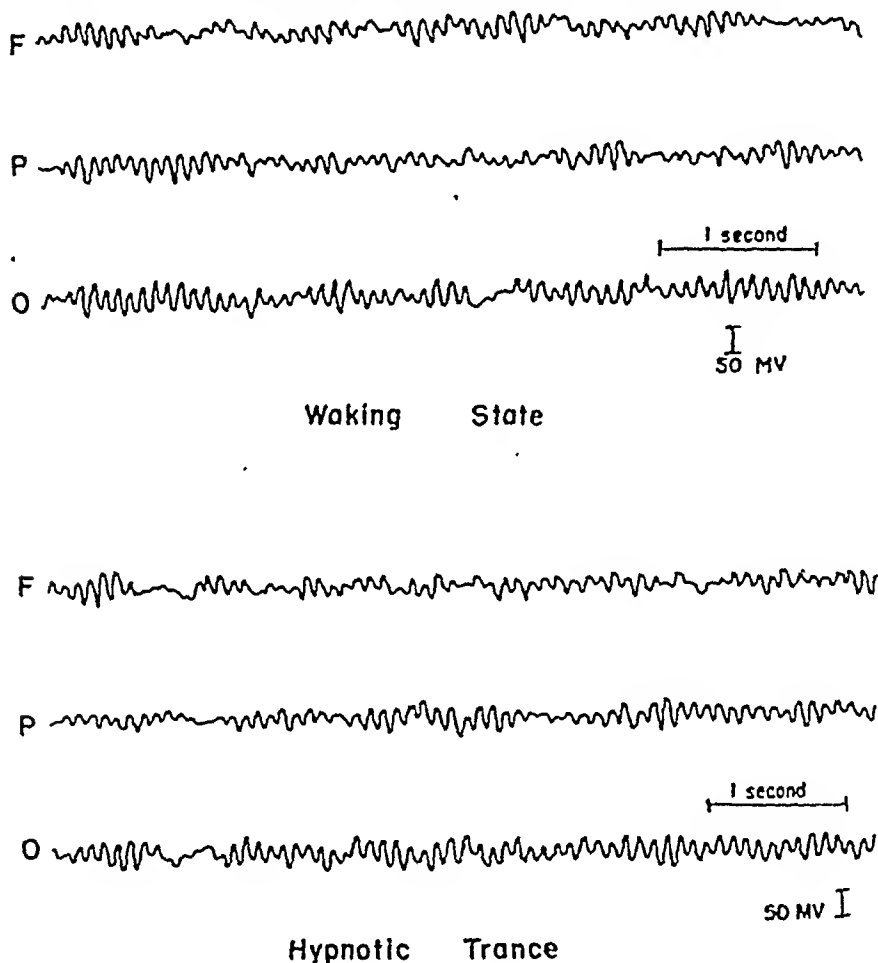 F
P
1 second
O
50 MV
Waking State
F
P
1 second
O
50 MV
Hypnotic Trance